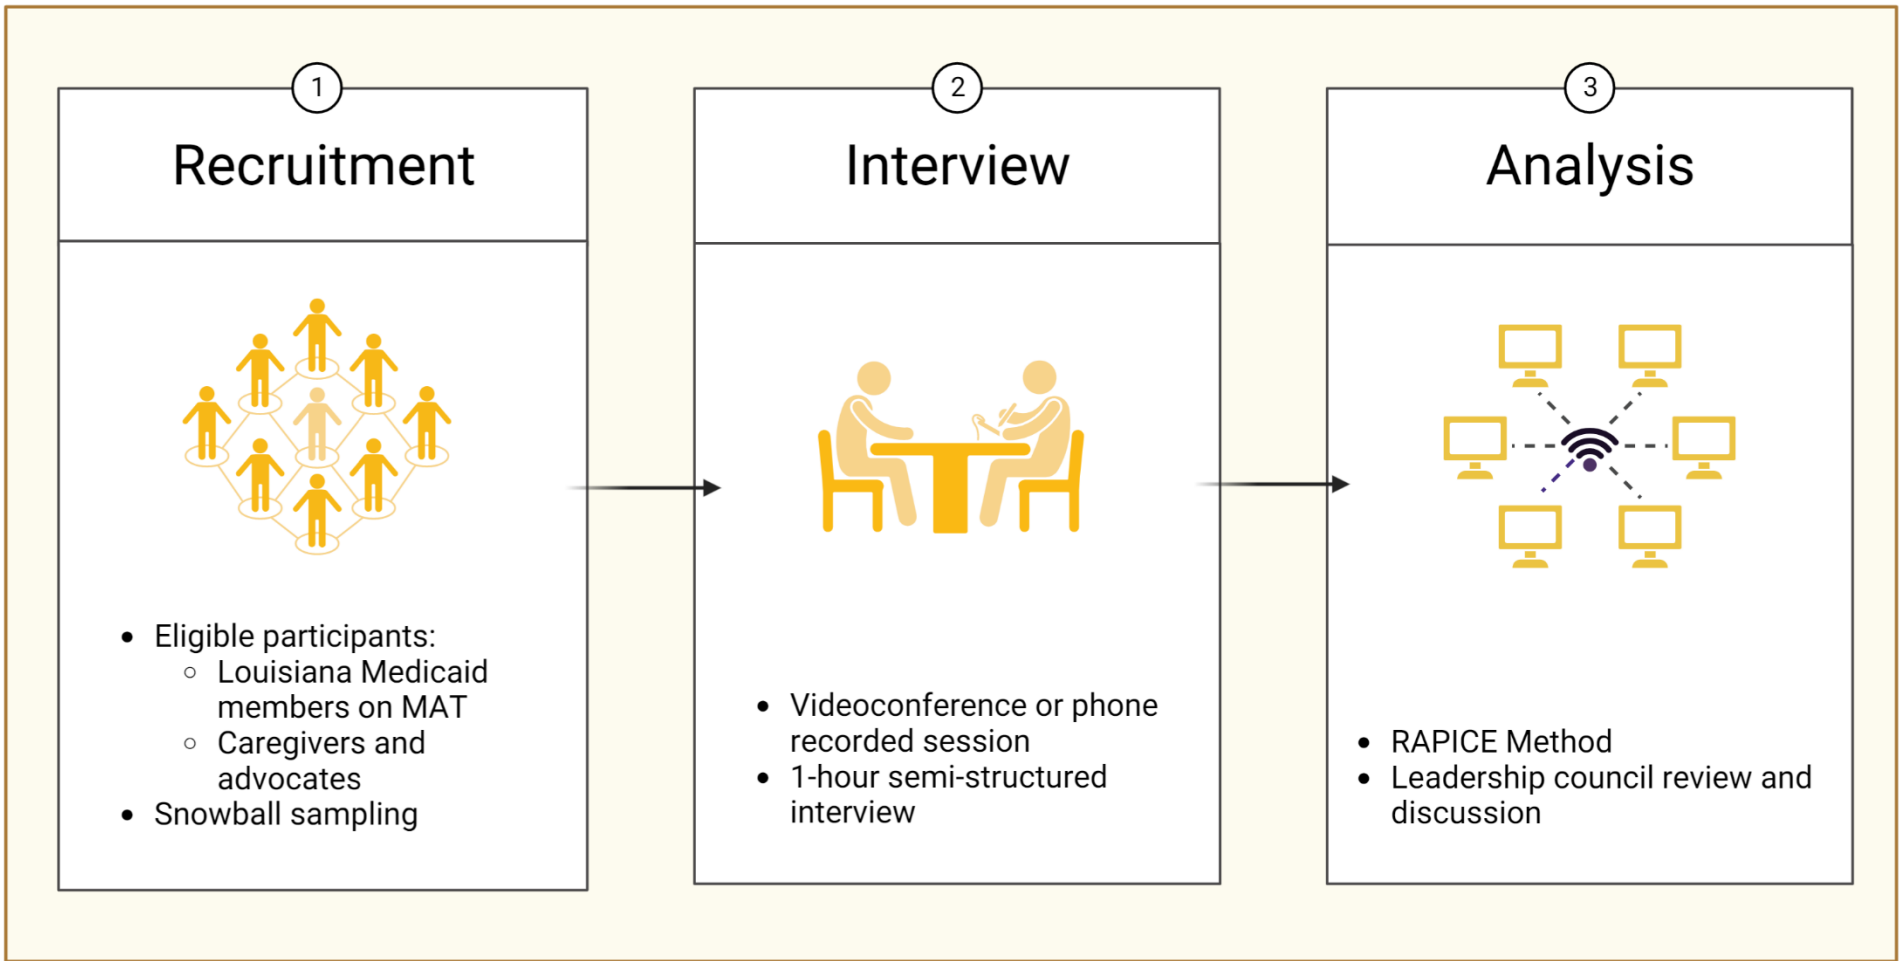 1
Recruitment
• Eligible participants:
○ Louisiana Medicaid
members on MAT
○ Caregivers and
advocates
• Snowball sampling
2
Interview
• Videoconference or phone
recorded session
• 1-hour semi-structured
interview
3
Analysis
• RAPICE Method
• Leadership council review and
discussion